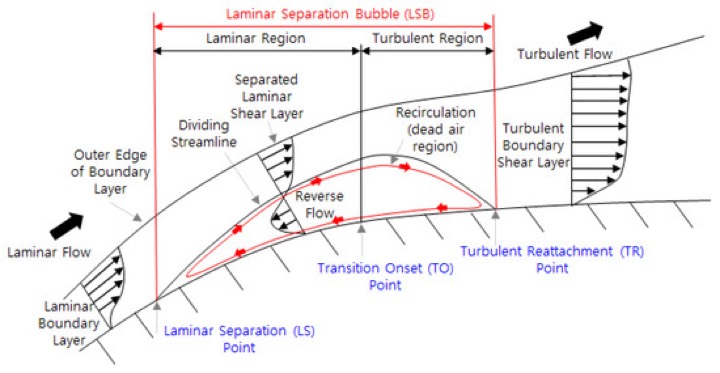 Laminar Separation Bubble (LSB)
Laminar Region
Turbulent Region
Turbulent Flow
Separated
Laminar
Shear Layer
Dividing
Streamline
Recirculation
(dead air
region)
Turbulent
Boundary
Shear Layer
Outer Edge
of Boundary
Layer
Reverse
Flow
Laminar Flow
Laminar
Boundary
Layer
Transition Onset (TO)
Point
Turbulent Reattachment (TR)
Point
Laminar Separation (LS)
Point